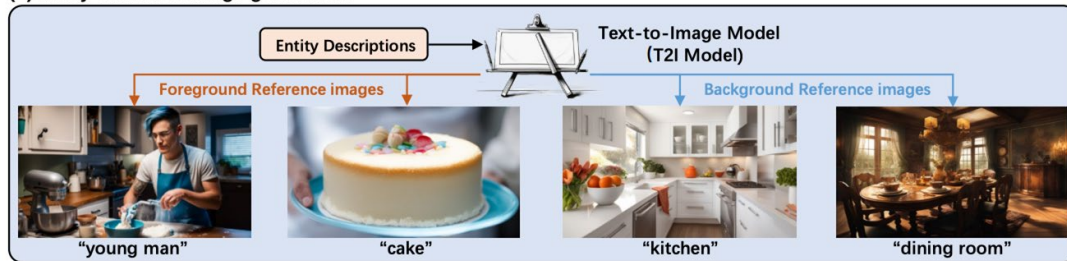 Entity Descriptions
Text-to-Image Model
(T2I Model)
Foreground Reference images
Background Reference images
“young man”
“cake”
“kitchen”
“dining room”